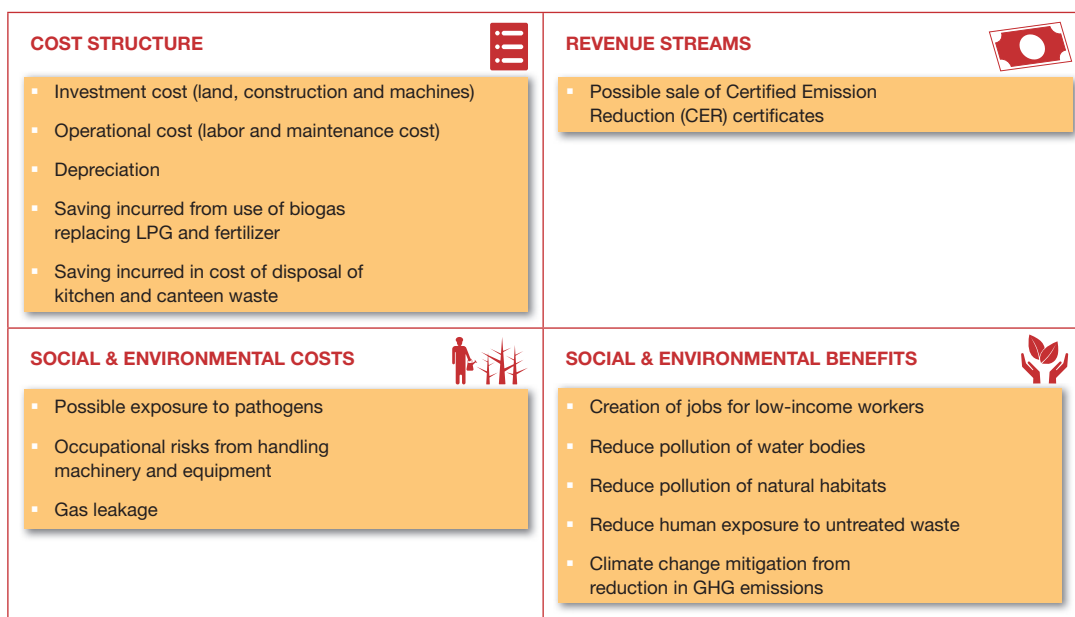 COST STRUCTURE
Investment cost (land, construction and machines)
Operational cost (labor and maintenance cost)
Depreciation
Saving incurred from use of biogas
replacing LPG and fertilizer
Saving incurred in cost of disposal of
kitchen and canteen waste
REVENUE STREAMS
Possible sale of Certified Emission
Reduction (CER) certificates
SOCIAL & ENVIRONMENTAL COSTS
Possible exposure to pathogens
Occupational risks from handling
machinery and equipment
Gas leakage
SOCIAL & ENVIRONMENTAL BENEFITS
Creation of jobs for low-income workers
Reduce pollution of water bodies
Reduce pollution of natural habitats
Reduce human exposure to untreated waste
Climate change mitigation from
reduction in GHG emissions